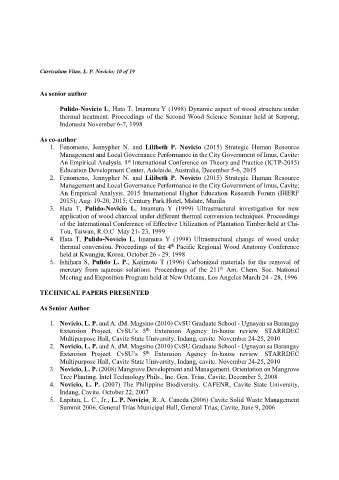 Curriculum Vitae, L. P. Novicio; 10 of 19
As senior author
Pulido-Novicio L, Hata T, Imamura Y (1998) Dynamic aspect of wood structure under
thermal treatment. Proceedings of the Second Wood Science Seminar held at Serpong,
Indonesia November 6-7, 1998
As co-author
1. Fenomeno, Jennypher N. and Lilibeth P. Novicio (2015) Strategic Human Resource
Management and Local Governance Performance in the City Government of Imus, Cavite:
An Empirical Analysis. 1st International Conference on Theory and Practice (ICTP-2015)
Education Development Center, Adelaide, Australia, December 5-6, 2015
2. Fenomeno, Jennypher N. and Lilibeth P. Novicio (2015) Strategic Human Resource
Management and Local Governance Performance in the City Government of Imus, Cavite:
An Empirical Analysis. 2015 International Higher Education Research Forum (IHERF
2015); Aug. 19-20, 2015; Century Park Hotel, Malate, Manila
3. Hata T, Pulido-Novicio L, Imamura Y (1999) Ultrastructural investigation for new
application of wood charcoal under different thermal conversion techniques. Proceedings
of the International Conference of Effective Utilization of Plantation Timber held at Chi-
Tou, Taiwan, R.O.C May 21- 23, 1999
4. Hata T, Pulido-Novicio L, Imamura Y (1998) Ultrastructural change of wood under
thermal conversion. Proceedings of the 4th Pacific Regional Wood Anatomy Conference
held at Kwangju, Korea, October 26 - 29, 1998
5. Ishihara S, Pulido L. P., Kajimoto T (1996) Carbonized materials for the removal of
mercury from aqueous solutions. Proceedings of the 211th Am. Chem. Soc. National
Meeting and Exposition Program held at New Orleans, Los Angeles March 24 - 28, 1996
TECHNICAL PAPERS PRESENTED
As Senior Author
1. Novicio, L. P. and A. dM. Magsino (2010) CvSU Graduate School - Ugnayan sa Barangay
Extension Project. CvSU's 5th Extension Agency In-house review. STARRDEC
Multipurpose Hall, Cavite State University, Indang, cavite. November 24-25, 2010
2. Novicio, L. P. and A. dM. Magsino (2010) CvSU Graduate School - Ugnayan sa Barangay
Extension Project. CvSU's 5th Extension Agency In-house review. STARRDEC
Multipurpose Hall, Cavite State University, Indang, cavite. November 24-25, 2010
3. Novicio, L. P. (2008) Mangrove Development and Management. Orientation on Mangrove
Tree Planting. Intel Technology Phils., Inc. Gen. Trias, Cavite, December 5, 2008
4. Novicio, L. P. (2007) The Philippine Biodiversity. CAFENR, Cavite State University,
Indang, Cavite. October 22, 2007
5. Lapitan, L. C., Jr., L. P. Novicio, R. A. Caneda (2006) Cavite Solid Waste Management
Summit 2006. General Trias Municipal Hall, General Trias, Cavite, June 9, 2006